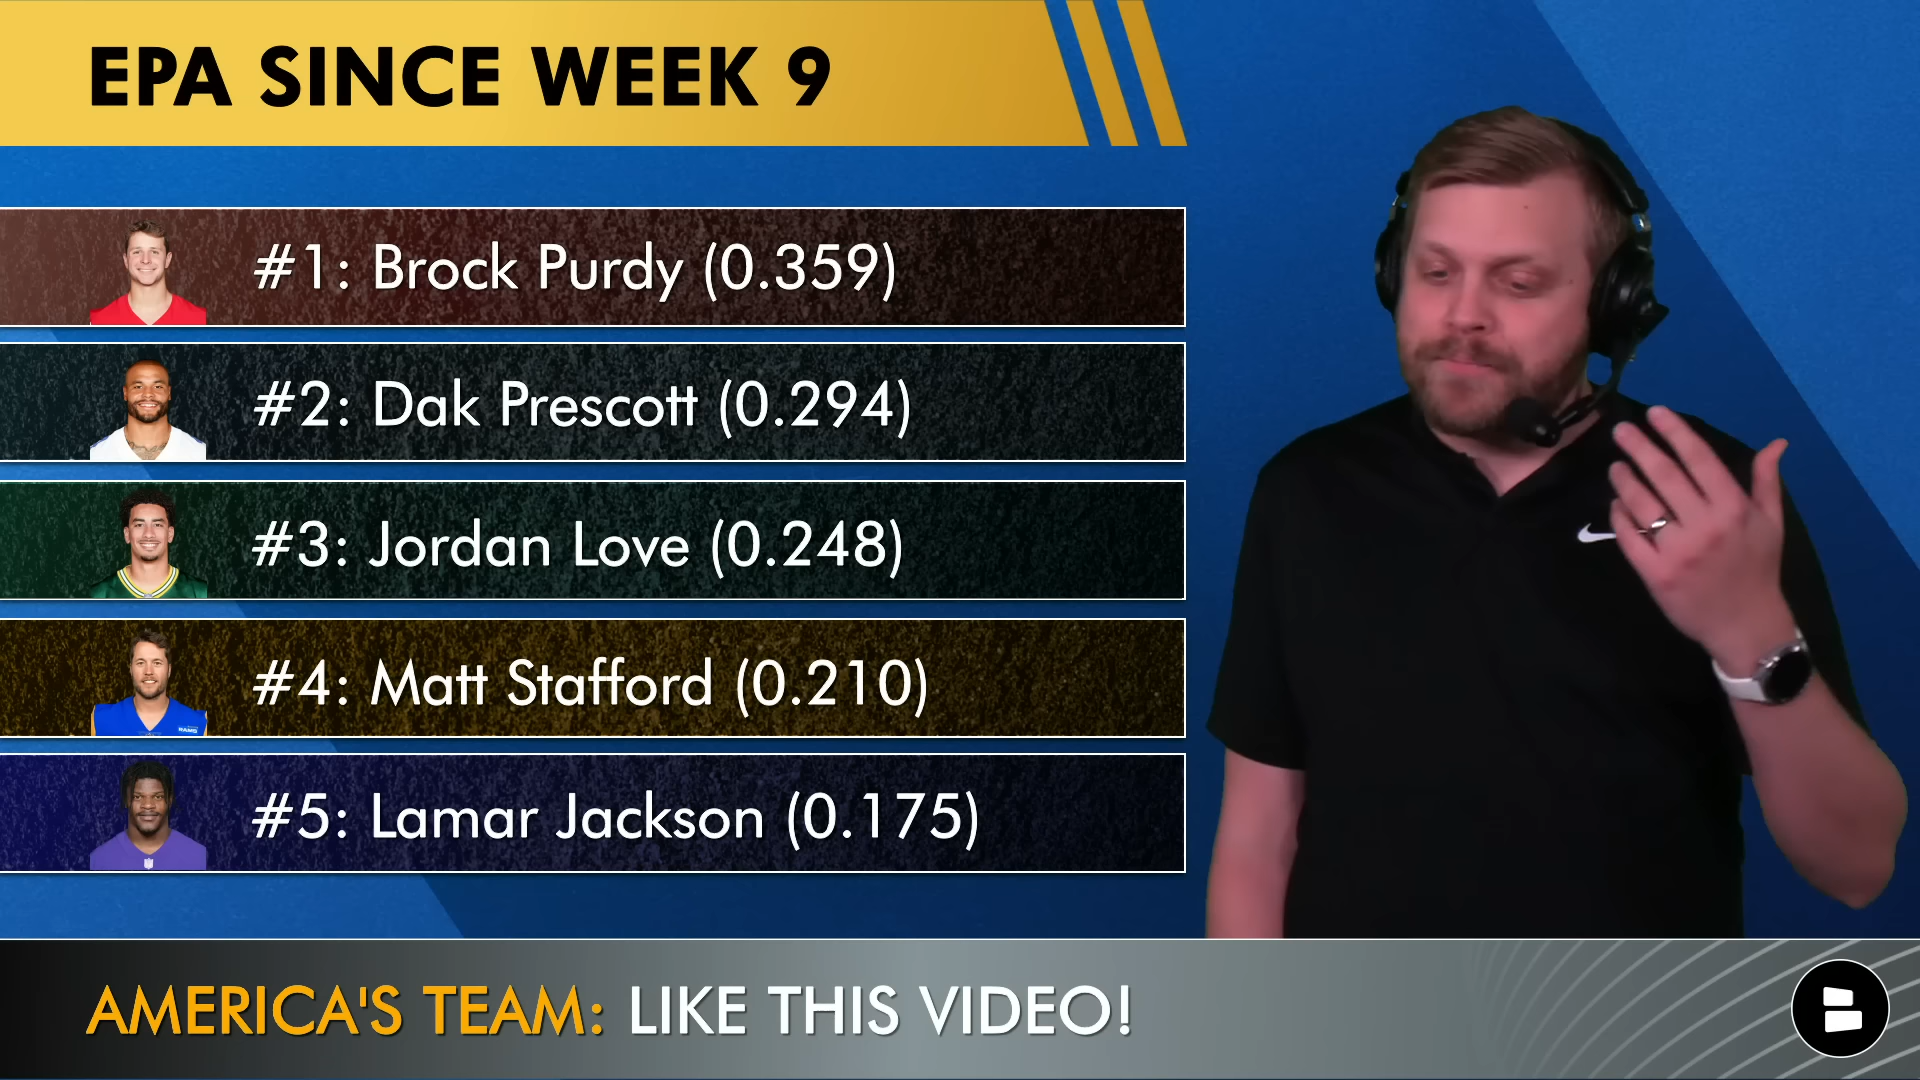 EPA SINCE WEEK 9
#1: Brock Purdy (0.359)
#2: Dak Prescott (0.294)
#3: Jordan Love (0.248)
#4: Matt Stafford (0.210)
RAMS
#5: Lamar Jackson (0.175)
AMERICA'S TEAM: LIKE THIS VIDEO!